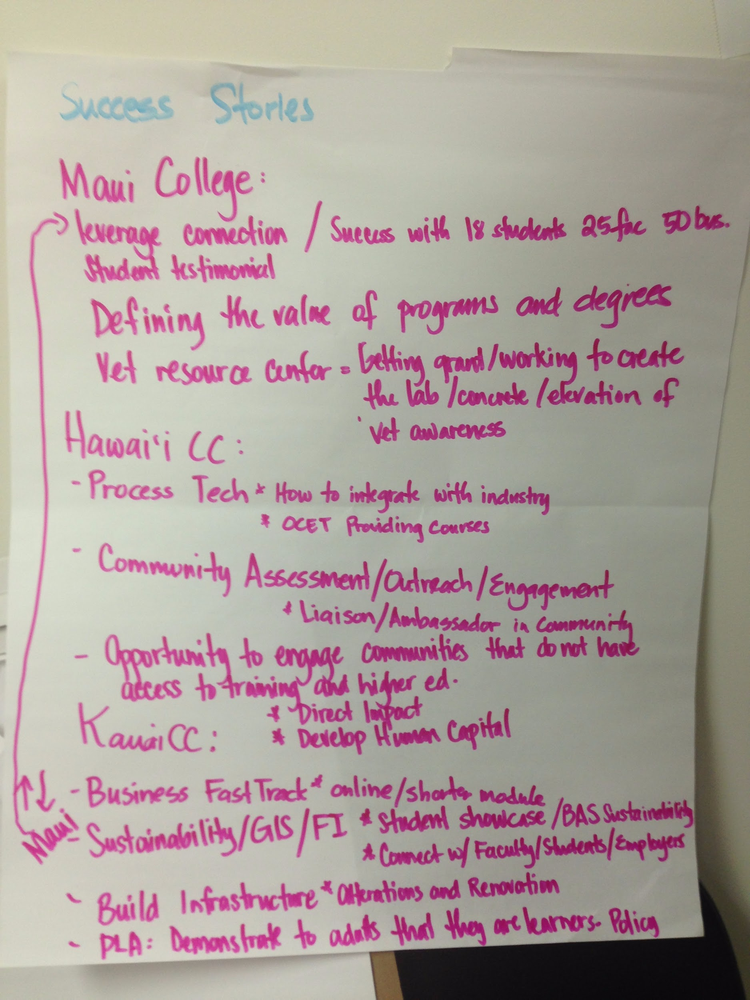 Success Stories
Maui College:
leverage connection / Success with 18 students 25 fac 50 bus.
Student testimonial
Defining the value of programs and degrees
Vet resource center = Getting grant/working to create
the lab/concrete/elevation of
vet awareness
Hawai'i CC:
- Process Tech * How to integrate with industry
* OCET Providing Courses
- Community Assessment/Outreach/Engagement
* Liaison/Ambassador in Community
- Opportunity to engage communities that do not have
access to training and higher ed.
* Direct Impact
Kauai CC: * Develop Human Capital
- Business Fast Track * online/shorter module
Maui
- Sustainability/GIS/FI * Student showcase/BAS Sustainability
* Connect w/ Faculty/Students/Employers
- Build Infrastructure * Alterations and Renovation
- PLA: Demonstrate to adults that they are learners. Policy